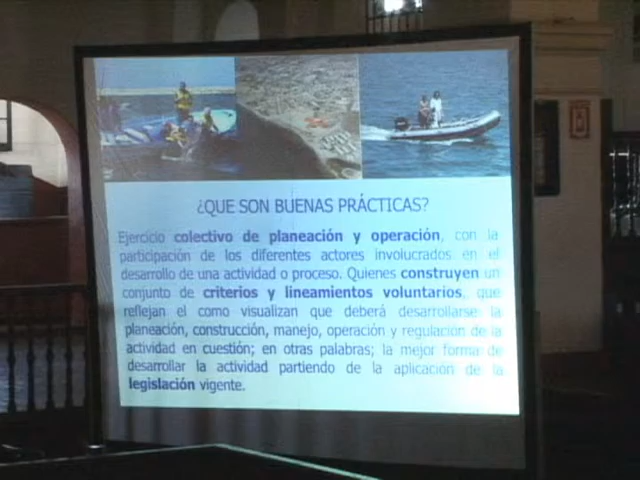 ¿QUE SON BUENAS PRÁCTICAS?
Ejercicio colectivo de planeación y operación, con la
participación de los diferentes actores involucrados en el
desarrollo de una actividad o proceso. Quienes construyen un
conjunto de criterios y lineamientos voluntarios, que
reflejan el como visualizan que deberá desarrollarse la
planeación, construcción, manejo, operación y regulación de la
actividad en cuestión; en otras palabras; la mejor forma de
desarrollar la actividad partiendo de la aplicación de la
legislación vigente.